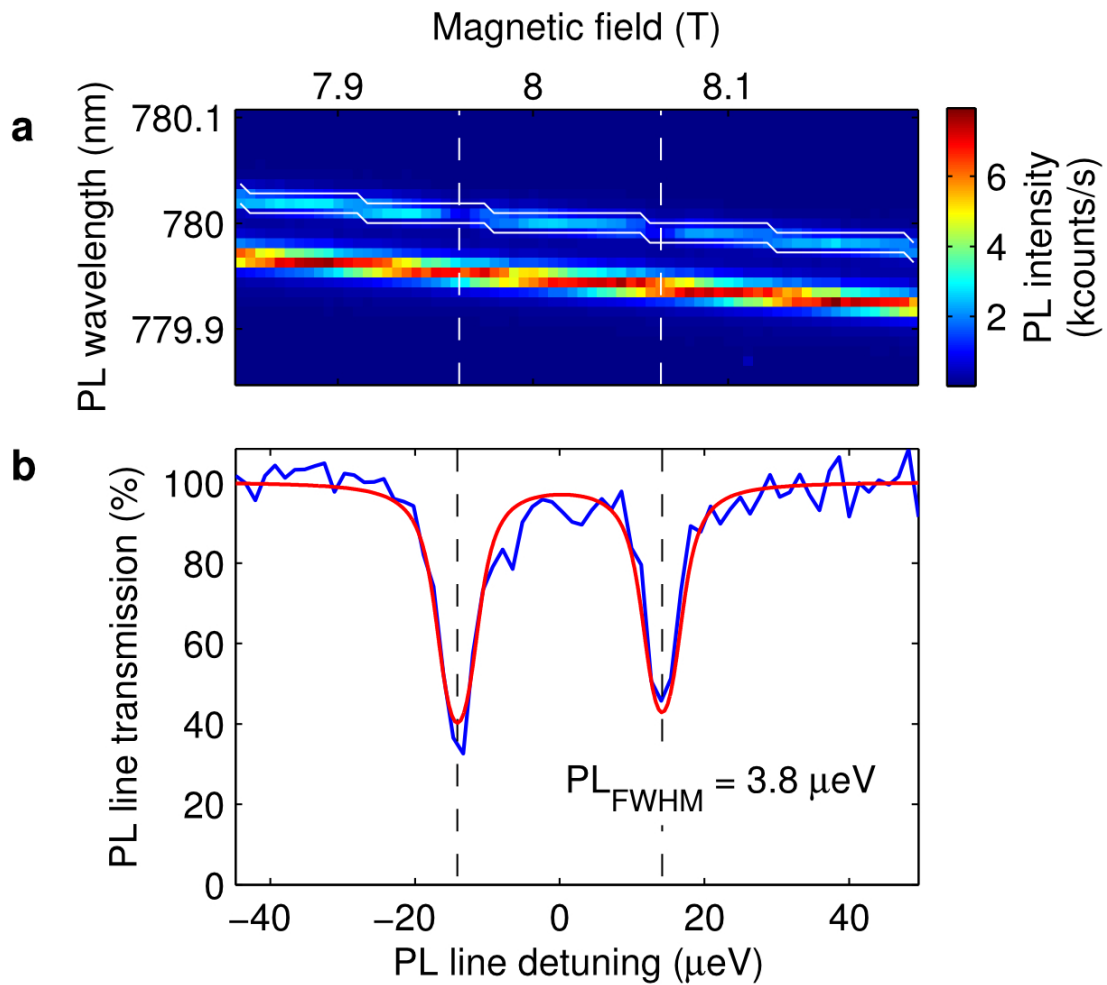 Magnetic field (T)
7.9 8 8.1
a
PL wavelength (nm)
780.1
780
779.9
6
4
2
PL intensity
(kcounts/s)
b
PL line transmission (%)
100
80
60
40
20
0
PL_FWHM = 3.8 μeV
−40 −20 0 20 40
PL line detuning (μeV)